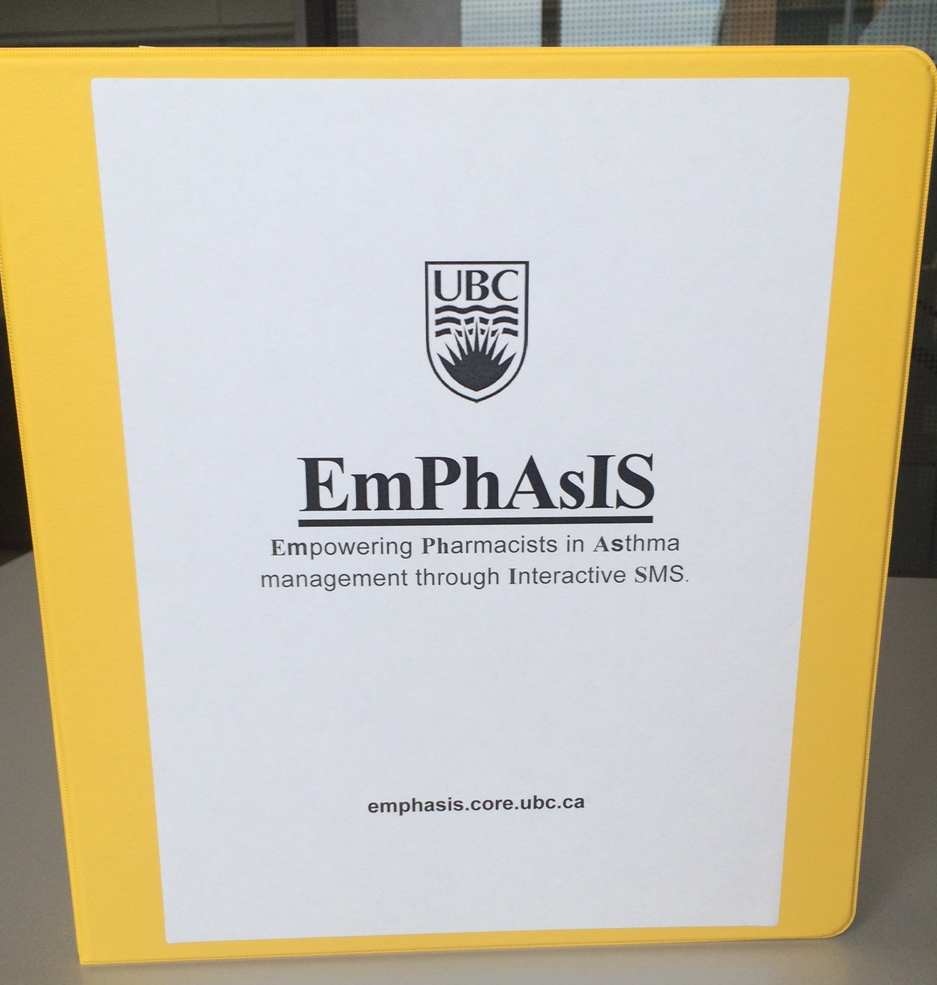 UBC
EmPhAsIS
Empowering Pharmacists in Asthma
management through Interactive SMS.
emphasis.core.ubc.ca